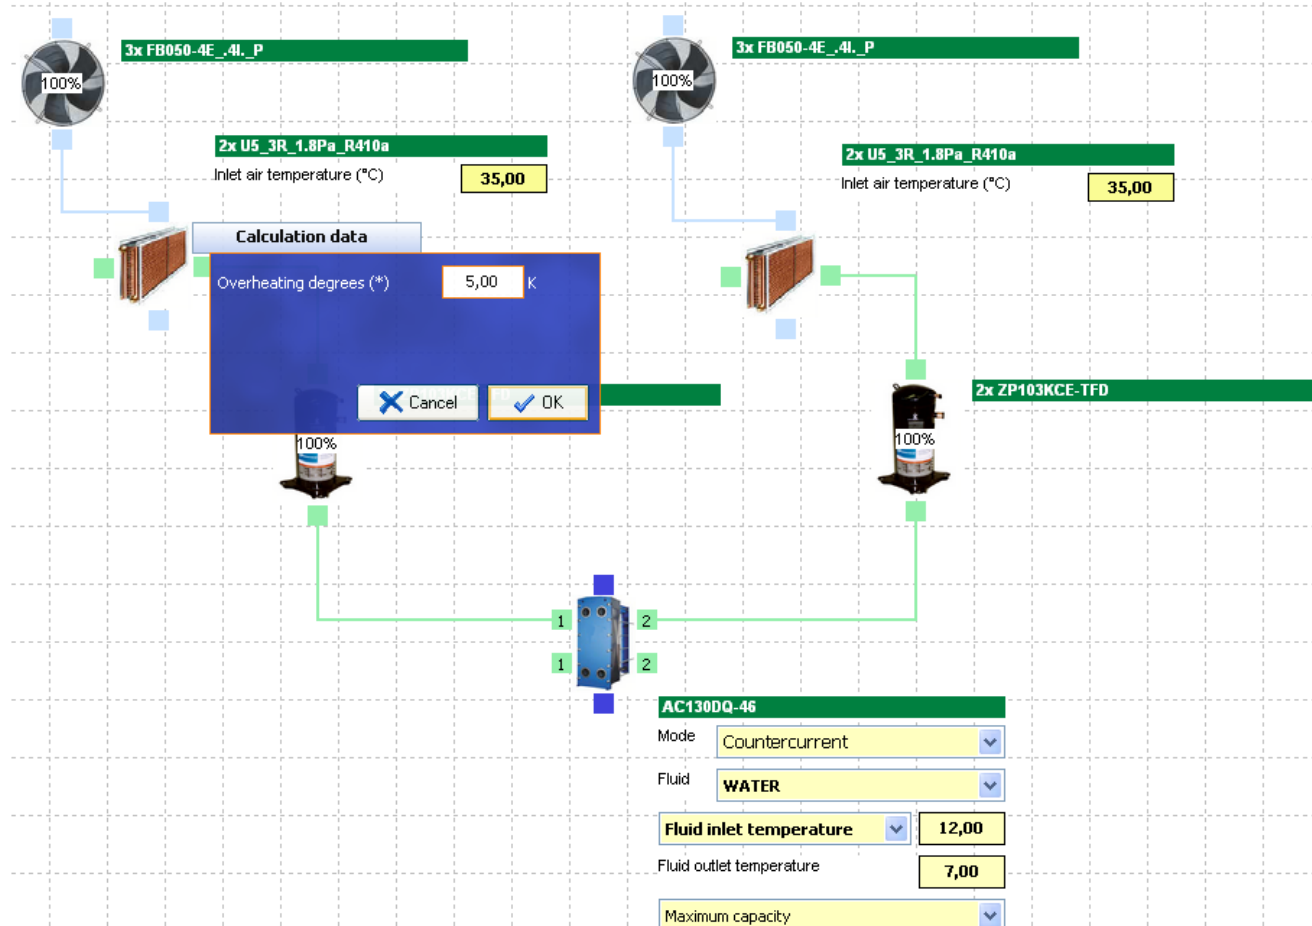 3x FB050-4E_.4I._P
3x FB050-4E_.4I._P
100%
100%
2x U5_3R_1.8Pa_R410a
2x U5_3R_1.8Pa_R410a
Inlet air temperature (°C)
35,00
Inlet air temperature (°C)
35,00
Calculation data
Overheating degrees (*)
5,00
K
Cancel
OK
2x ZP103KCE-TFD
100%
100%
1
2
1
2
AC130DQ-46
Mode
Countercurrent
Fluid
WATER
Fluid inlet temperature
12,00
Fluid outlet temperature
7,00
Maximum capacity